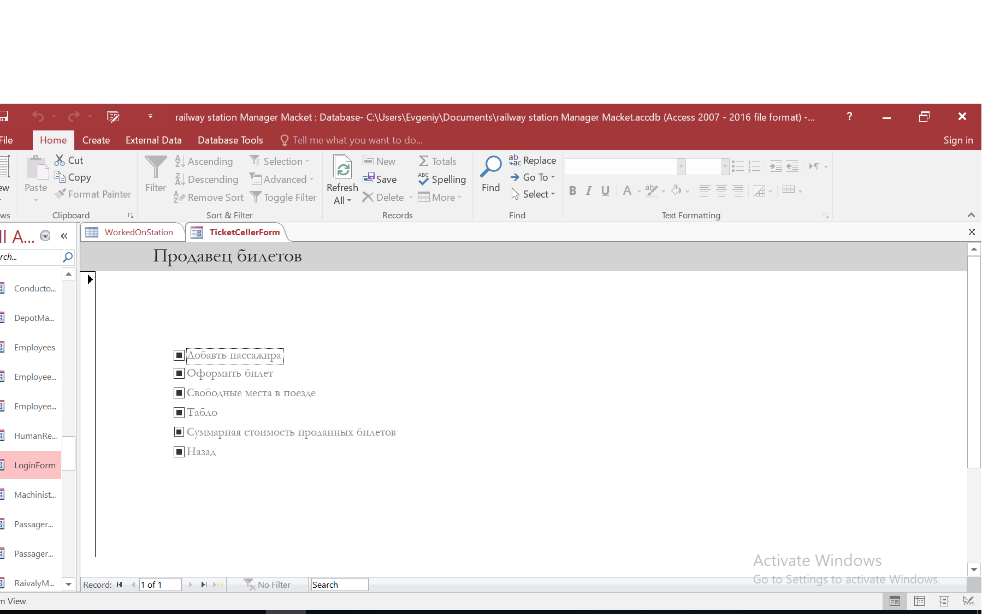 railway station Manager Macket : Database- C:\Users\Evgeniy\Documents\railway station Manager Macket.accdb (Access 2007 - 2016 file format) -...
?
File Home Create External Data Database Tools Tell me what you want to do... Sign in
Paste
Cut
Copy
Format Painter
Clipboard
Filter
Ascending
Descending
Remove Sort
Selection
Advanced
Toggle Filter
Sort & Filter
Refresh All
New
Save
Delete
Totals
Spelling
More
Records
Find
Replace
Go To
Select
Find
B I U A
Text Formatting
ll A...
rch...
WorkedOnStation
TicketCellerForm
Conducto...
DepotMa...
Employees
Employee...
Employee...
HumanRe...
LoginForm
Machinist...
Passager...
Passager...
RaivalyM...
Продавец билетов
Добавть пассажира
Оформить билет
Свободные места в поезде
Табло
Суммарная стоимость проданных билетов
Назад
Activate Windows
Go to Settings to activate Windows.
Record: 1 of 1 No Filter Search
m View